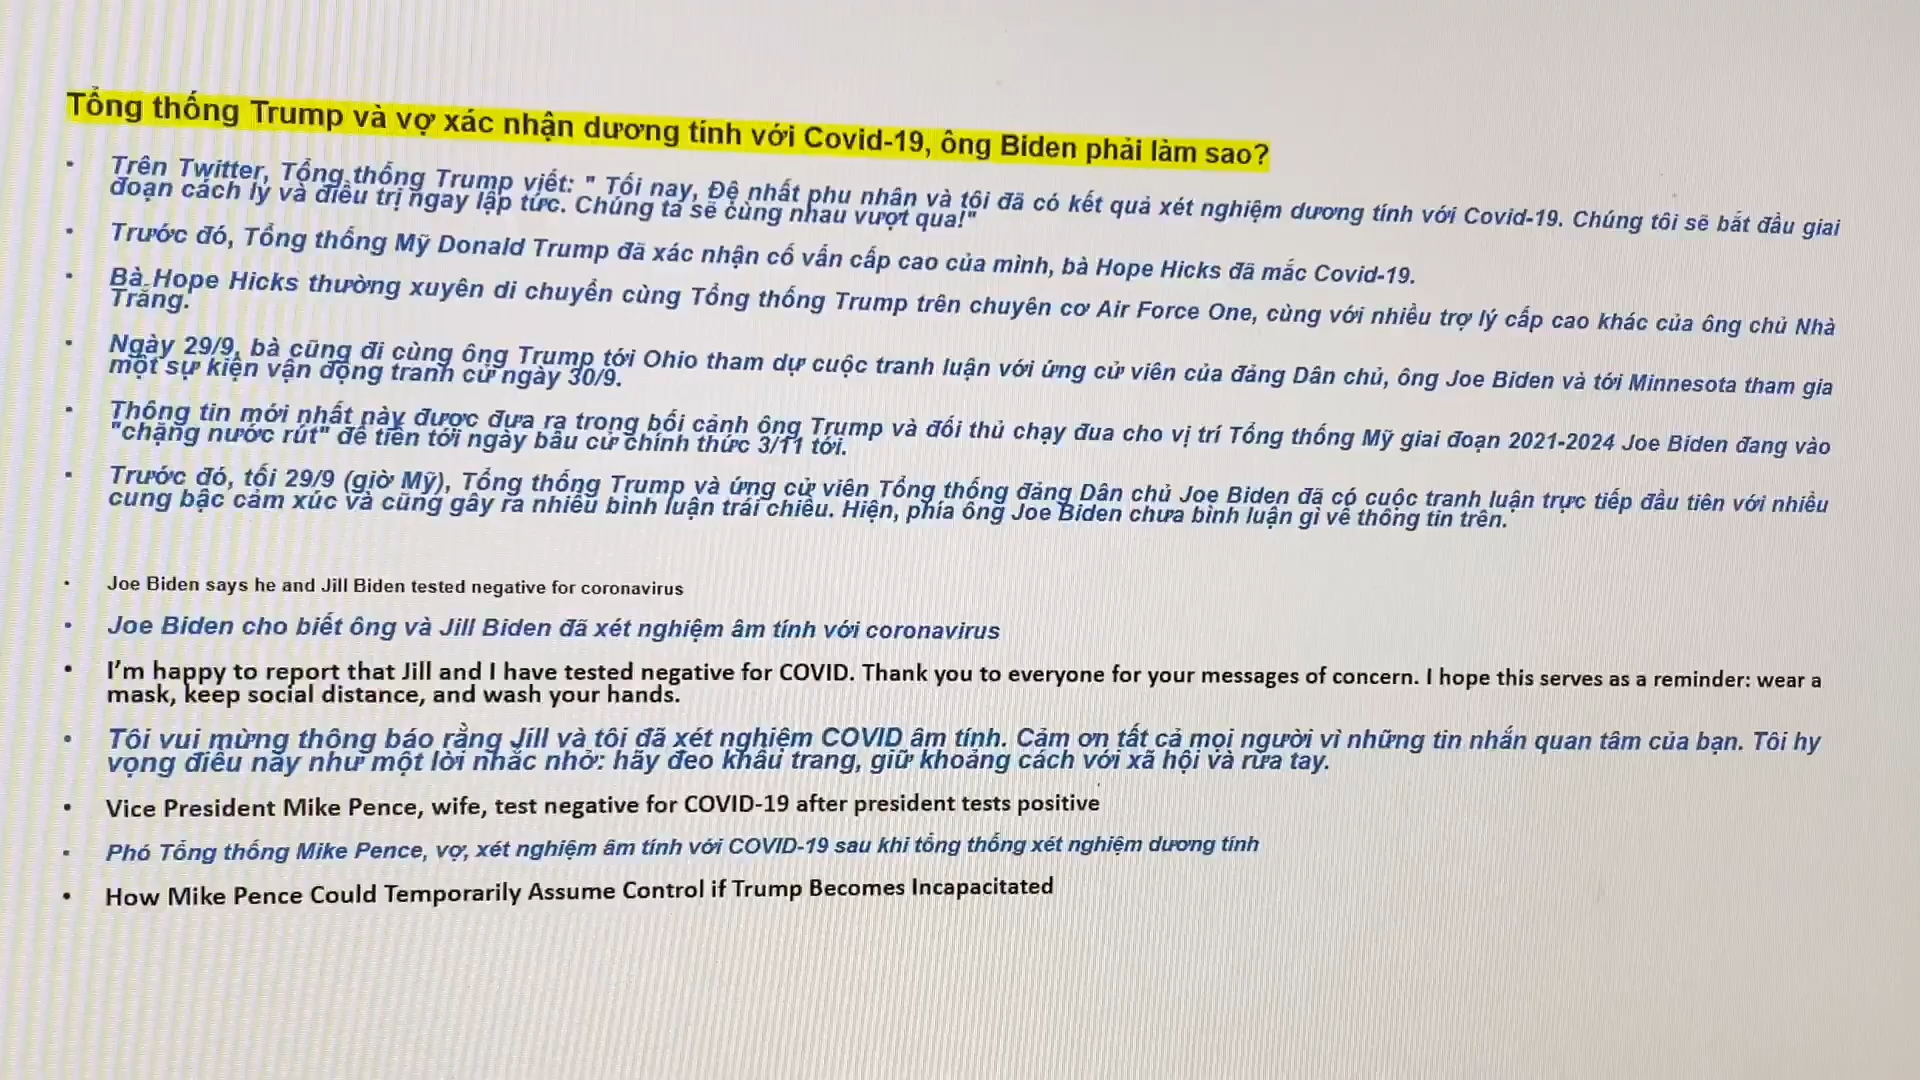 Tổng thống Trump và vợ xác nhận dương tính với Covid-19, ông Biden phải làm sao?
• Trên Twitter, Tổng thống Trump viết: " Tối nay, Đệ nhất phu nhân và tôi đã có kết quả xét nghiệm dương tính với Covid-19. Chúng tôi sẽ bắt đầu giai
đoạn cách ly và điều trị ngay lập tức. Chúng ta sẽ cùng nhau vượt qua!"
• Trước đó, Tổng thống Mỹ Donald Trump đã xác nhận cố vấn cấp cao của mình, bà Hope Hicks đã mắc Covid-19.
• Bà Hope Hicks thường xuyên di chuyển cùng Tổng thống Trump trên chuyên cơ Air Force One, cùng với nhiều trợ lý cấp cao khác của ông chủ Nhà
Trắng.
• Ngày 29/9, bà cũng đi cùng ông Trump tới Ohio tham dự cuộc tranh luận với ứng cử viên của đảng Dân chủ, ông Joe Biden và tới Minnesota tham gia
một sự kiện vận động tranh cử ngày 30/9.
• Thông tin mới nhất này được đưa ra trong bối cảnh ông Trump và đối thủ chạy đua cho vị trí Tổng thống Mỹ giai đoạn 2021-2024 Joe Biden đang vào
"chặng nước rút" để tiến tới ngày bầu cử chính thức 3/11 tới.
• Trước đó, tối 29/9 (giờ Mỹ), Tổng thống Trump và ứng cử viên Tổng thống đảng Dân chủ Joe Biden đã có cuộc tranh luận trực tiếp đầu tiên với nhiều
cung bậc cảm xúc và cũng gây ra nhiều bình luận trái chiều. Hiện, phía ông Joe Biden chưa bình luận gì về thông tin trên.
• Joe Biden says he and Jill Biden tested negative for coronavirus
• Joe Biden cho biết ông và Jill Biden đã xét nghiệm âm tính với coronavirus
• I'm happy to report that Jill and I have tested negative for COVID. Thank you to everyone for your messages of concern. I hope this serves as a reminder: wear a
mask, keep social distance, and wash your hands.
• Tôi vui mừng thông báo rằng Jill và tôi đã xét nghiệm COVID âm tính. Cảm ơn tất cả mọi người vì những tin nhắn quan tâm của bạn. Tôi hy
vọng điều này như một lời nhắc nhở: hãy đeo khẩu trang, giữ khoảng cách với xã hội và rửa tay.
• Vice President Mike Pence, wife, test negative for COVID-19 after president tests positive
• Phó Tổng thống Mike Pence, vợ, xét nghiệm âm tính với COVID-19 sau khi tổng thống xét nghiệm dương tính
• How Mike Pence Could Temporarily Assume Control if Trump Becomes Incapacitated